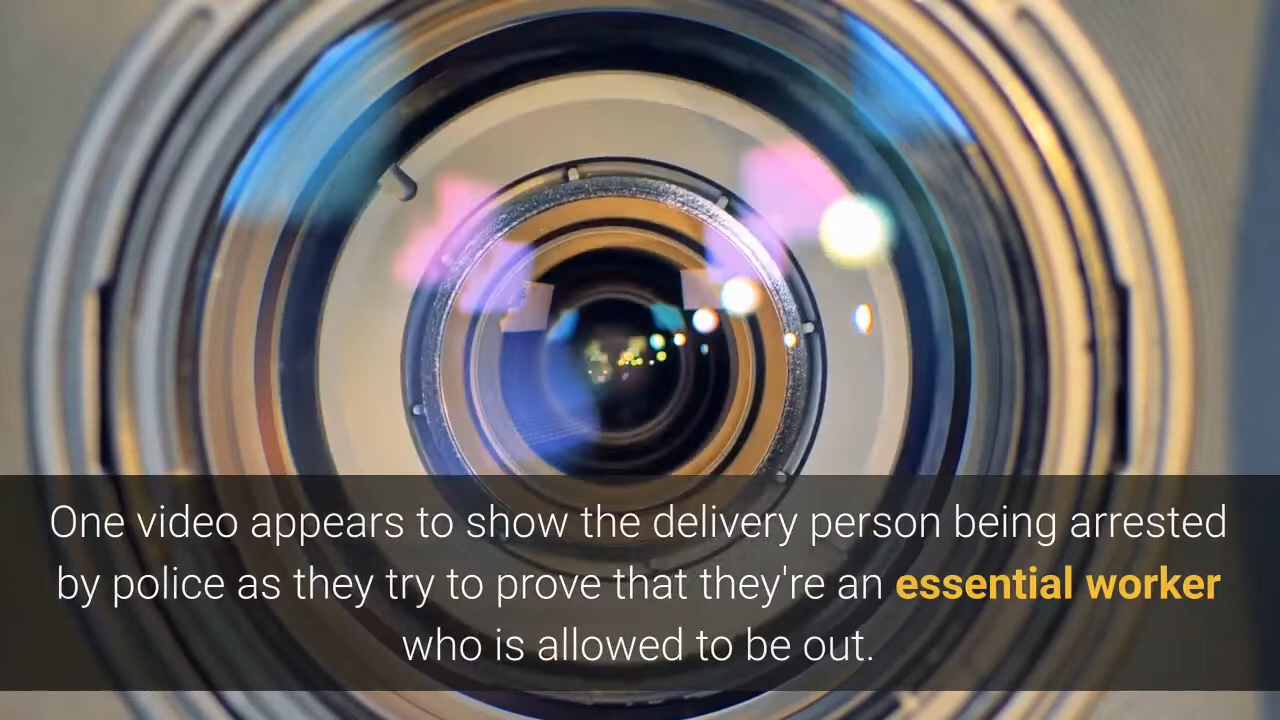 One video appears to show the delivery person being arrested
by police as they try to prove that they're an essential worker
who is allowed to be out.